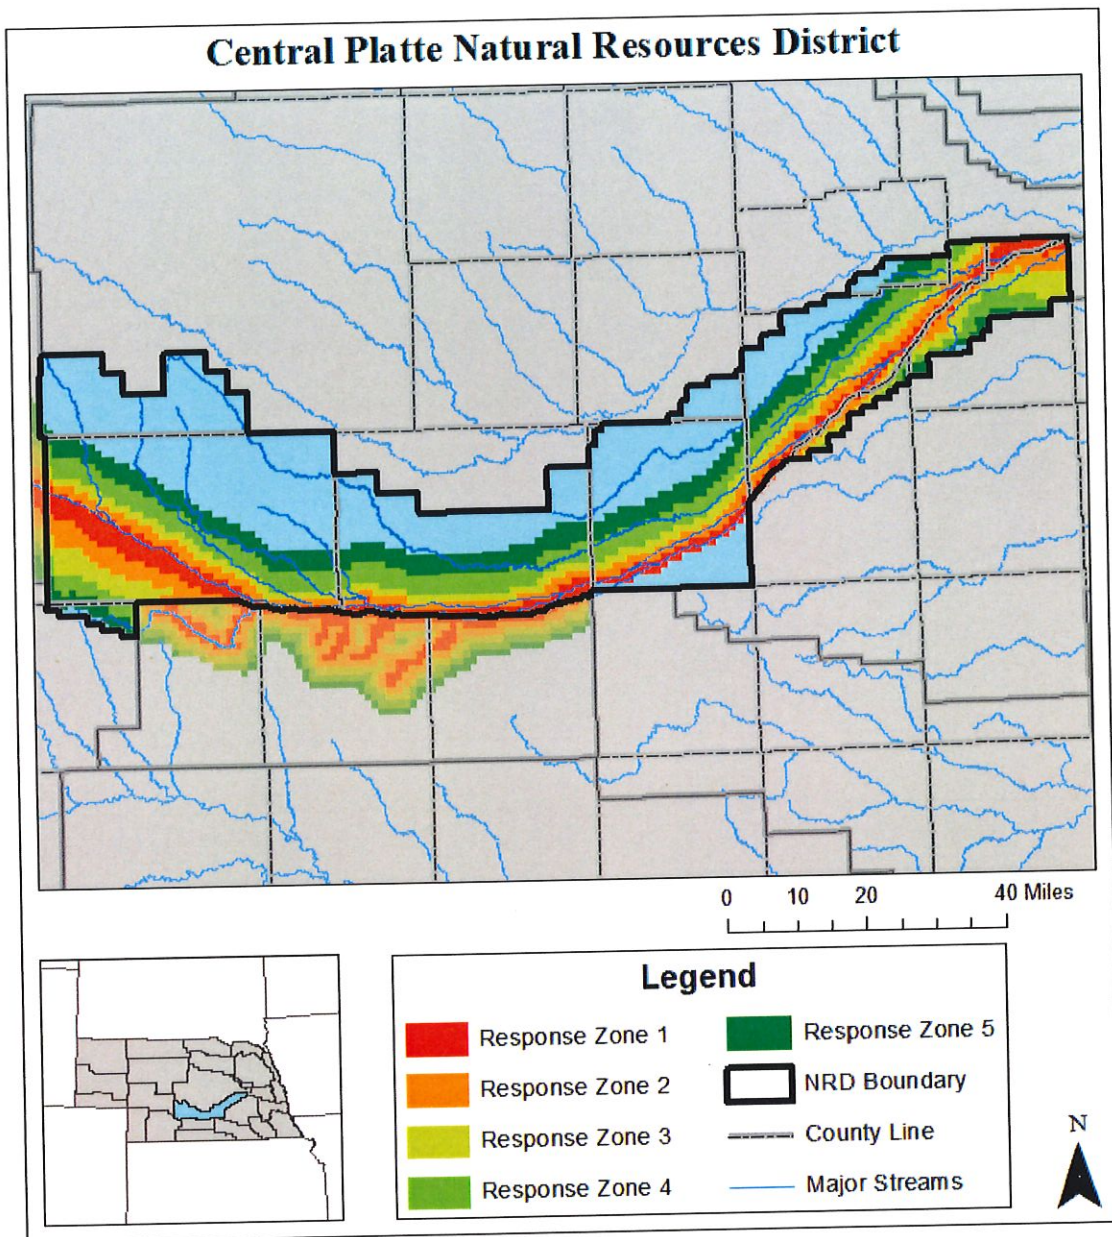 Central Platte Natural Resources District
0 10 20 40 Miles
Legend
Response Zone 1
Response Zone 2
Response Zone 3
Response Zone 4
Response Zone 5
NRD Boundary
County Line
Major Streams
N